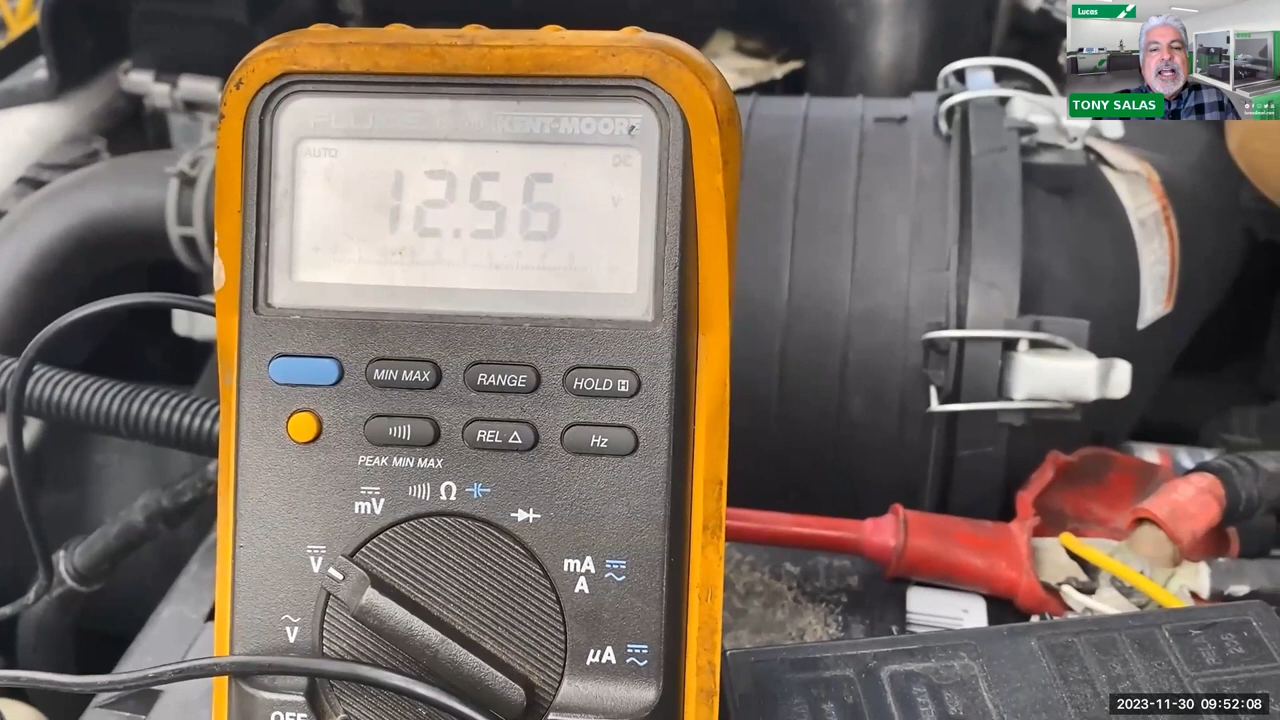 Lucas
TONY SALAS
FLU
KENT-MOORE
AUTO
DC
12.56
V
MIN MAX
RANGE
HOLD H
REL △
Hz
PEAK MIN MAX
mV
Ω
V
mA
A
V
µA
OFF
2023-11-30 09:52:08